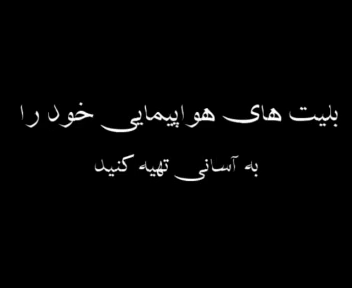 بلیت های هواپیمایی خود را
به آسانی تهیه کنید